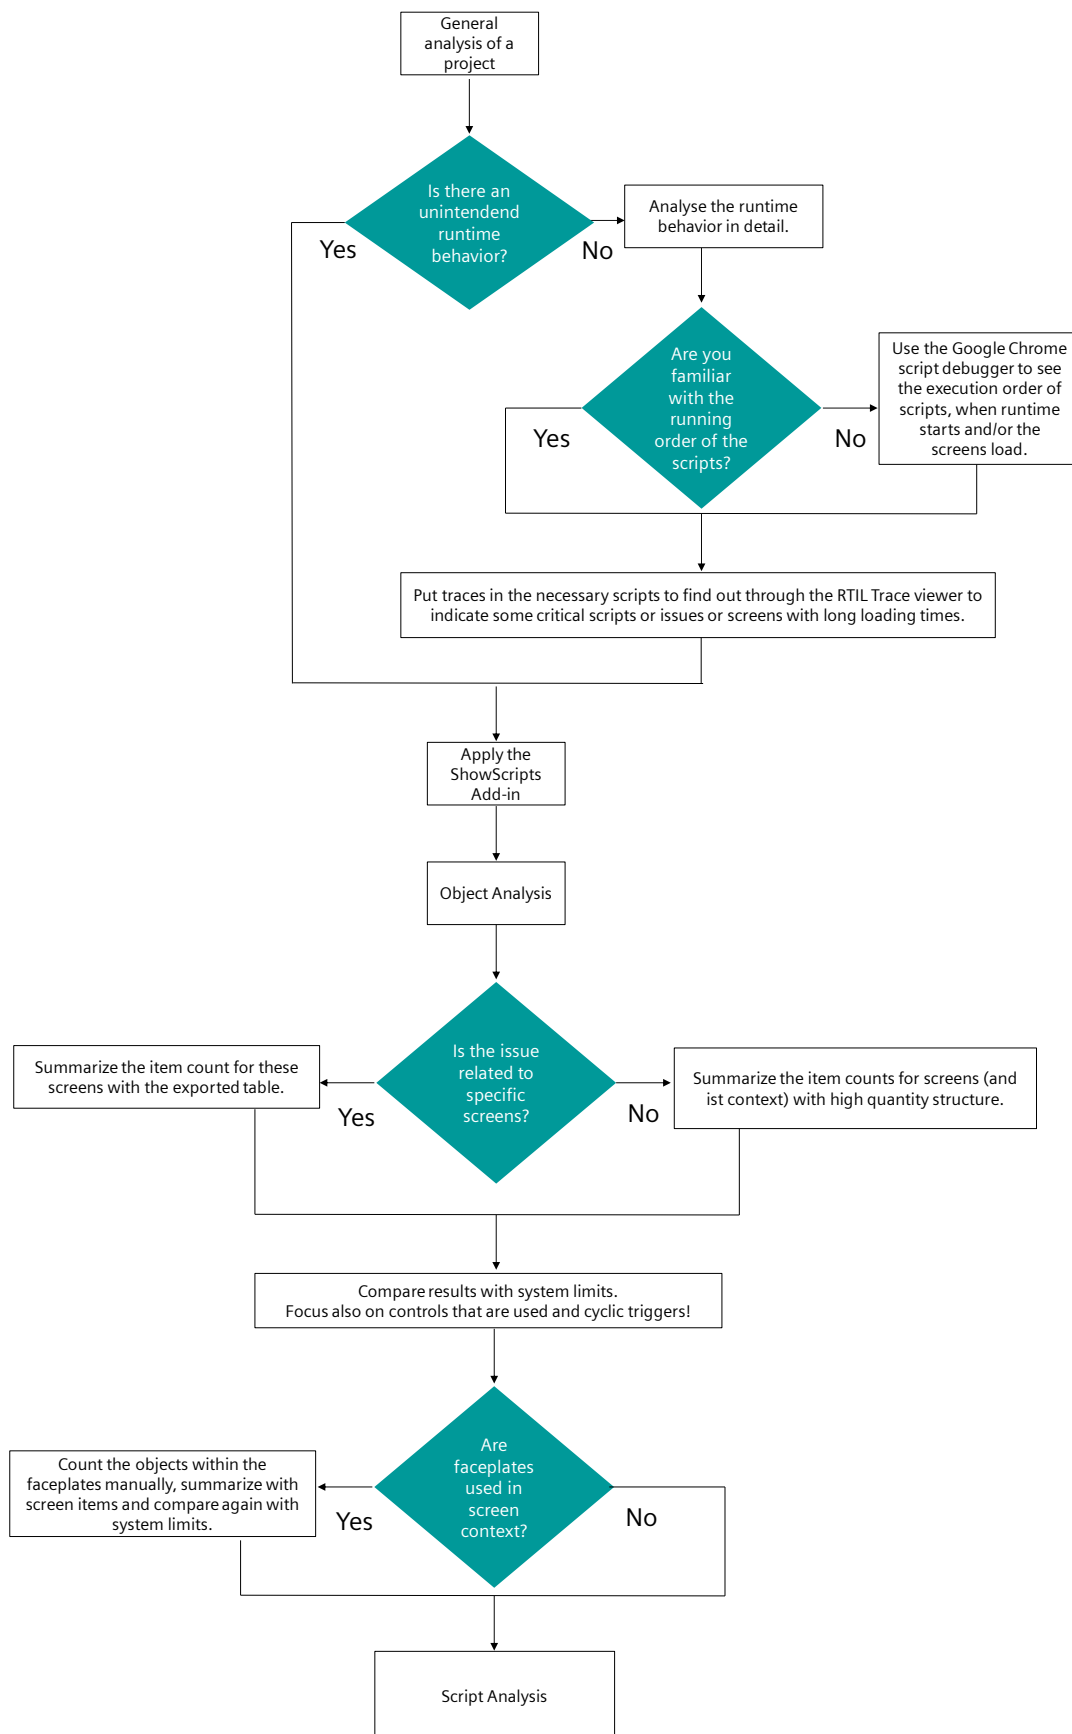 General
analysis of a
project
Is there an
unintendend
runtime
behavior?
Yes
No
Analyse the runtime
behavior in detail.
Are you
familiar
with the
running
order of the
scripts?
Yes
No
Use the Google Chrome
script debugger to see
the execution order of
scripts, when runtime
starts and/or the
screens load.
Put traces in the necessary scripts to find out through the RTIL Trace viewer to
indicate some critical scripts or issues or screens with long loading times.
Apply the
ShowScripts
Add-in
Object Analysis
Is the issue
related to
specific
screens?
Yes
No
Summarize the item count for these
screens with the exported table.
Summarize the item counts for screens (and
ist context) with high quantity structure.
Compare results with system limits.
Focus also on controls that are used and cyclic triggers!
Are
faceplates
used in
screen
context?
Yes
No
Count the objects within the
faceplates manually, summarize with
screen items and compare again with
system limits.
Script Analysis